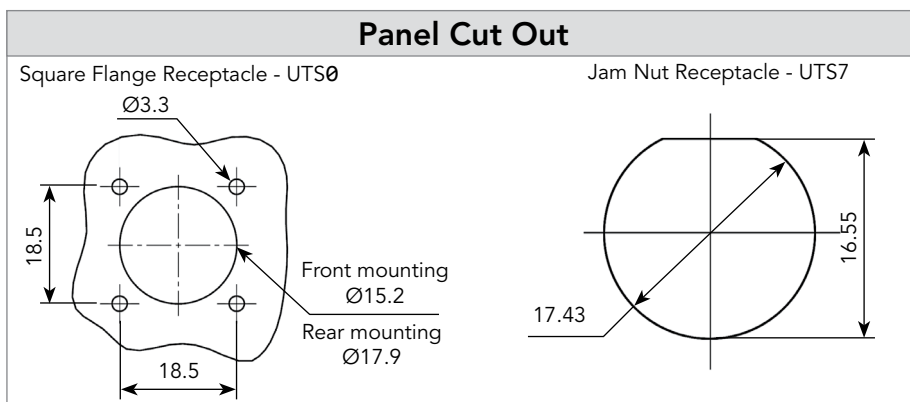 Panel Cut Out
Square Flange Receptacle - UTS0
Ø3.3
18.5
18.5
Front mounting
Ø15.2
Rear mounting
Ø17.9
Jam Nut Receptacle - UTS7
16.55
17.43